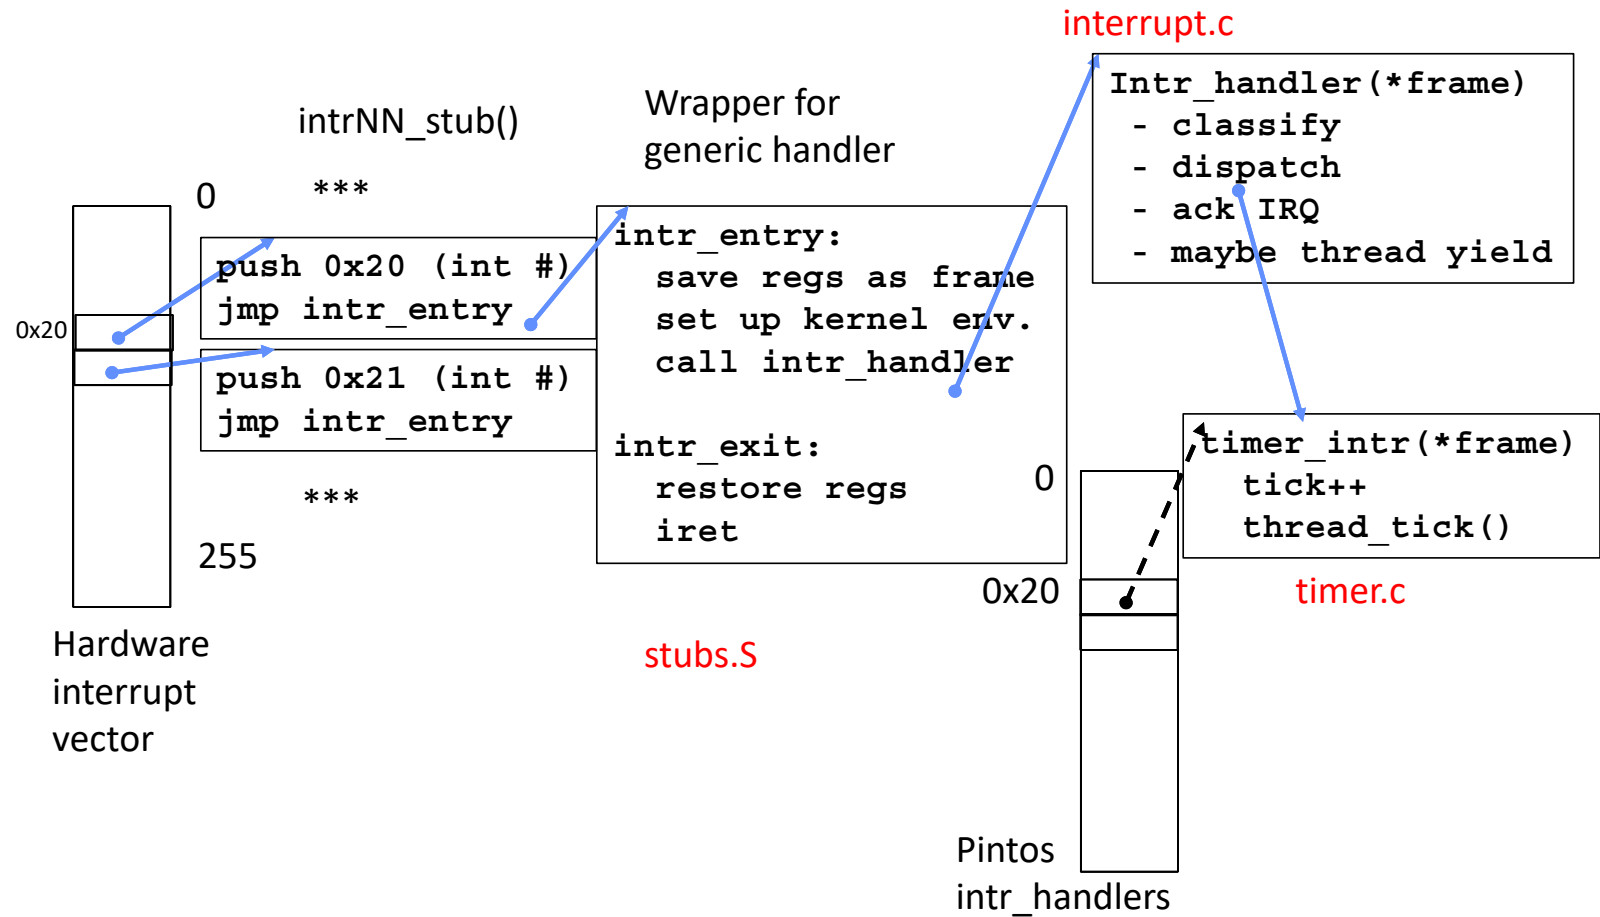 interrupt.c
Intr_handler(*frame)
- classify
- dispatch
- ack IRQ
- maybe thread yield
Wrapper for
generic handler
intrNN_stub()
0
***
push 0x20 (int #)
jmp intr_entry
0x20
push 0x21 (int #)
jmp intr_entry
***
255
Hardware
interrupt
vector
intr_entry:
save regs as frame
set up kernel env.
call intr_handler
intr_exit:
restore regs
iret
stubs.S
0
0x20
timer_intr(*frame)
tick++
thread_tick()
timer.c
Pintos
intr_handlers